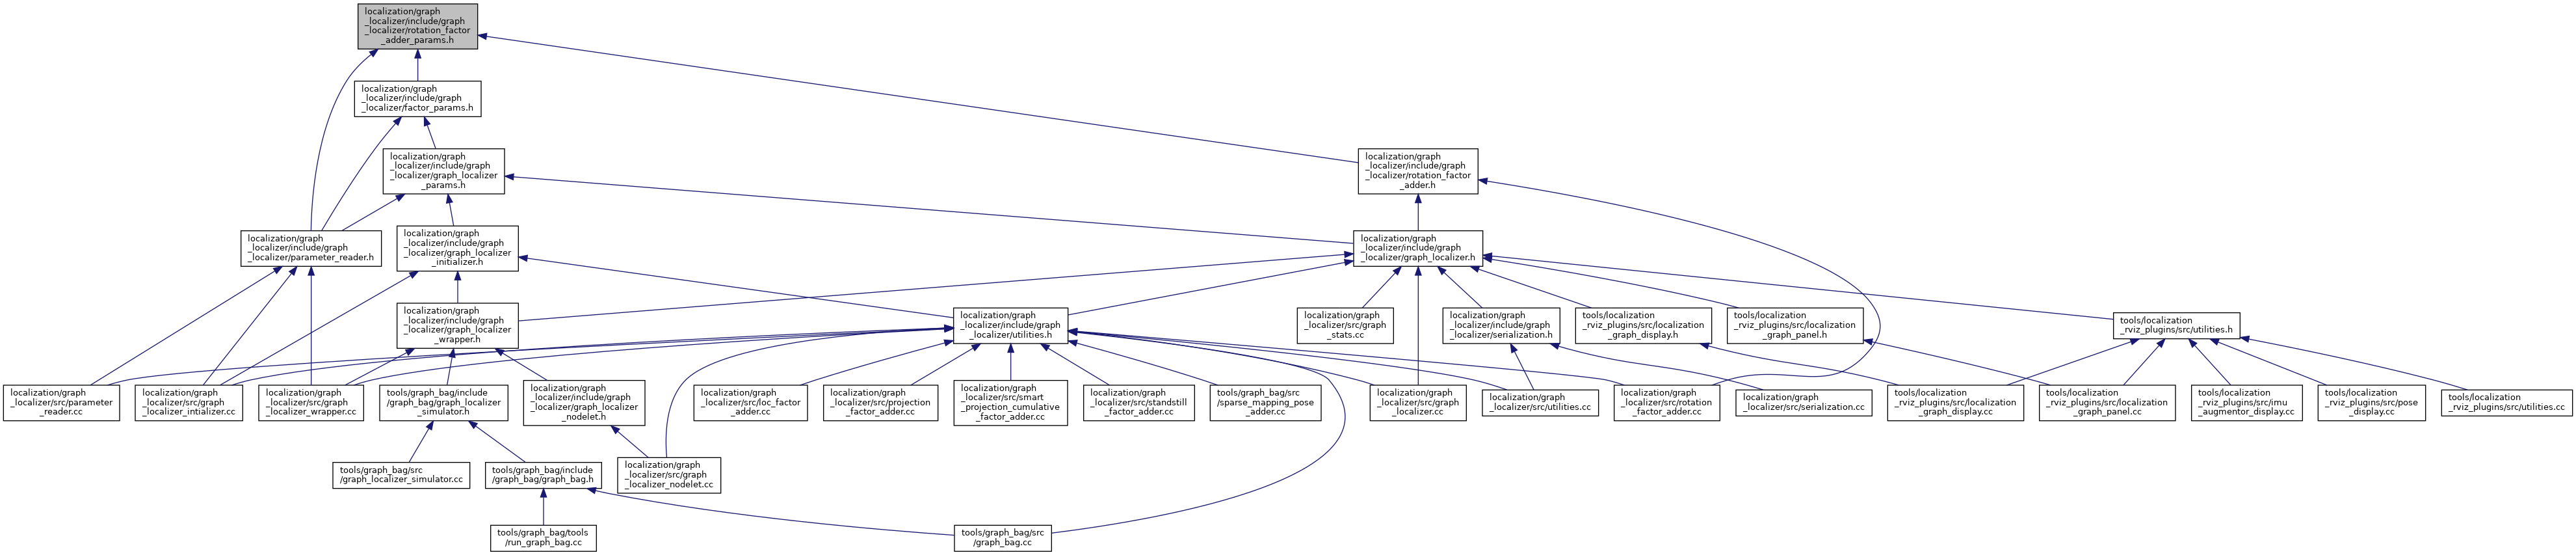 localization/graph
_localizer/include/graph
_localizer/rotation_factor
_adder_params.h
localization/graph
_localizer/include/graph
_localizer/factor_params.h
localization/graph
_localizer/include/graph
_localizer/graph_localizer
_params.h
localization/graph
_localizer/include/graph
_localizer/rotation_factor
_adder.h
localization/graph
_localizer/include/graph
_localizer/parameter_reader.h
localization/graph
_localizer/include/graph
_localizer/graph_localizer
_initializer.h
localization/graph
_localizer/include/graph
_localizer/graph_localizer.h
localization/graph
_localizer/include/graph
_localizer/graph_localizer
_wrapper.h
localization/graph
_localizer/include/graph
_localizer/utilities.h
localization/graph
_localizer/src/graph
_stats.cc
localization/graph
_localizer/include/graph
_localizer/serialization.h
tools/localization
_rviz_plugins/src/localization
_graph_display.h
tools/localization
_rviz_plugins/src/localization
_graph_panel.h
tools/localization
_rviz_plugins/src/utilities.h
localization/graph
_localizer/src/parameter
_reader.cc
localization/graph
_localizer/src/graph
_localizer_intializer.cc
localization/graph
_localizer/src/graph
_localizer_wrapper.cc
tools/graph_bag/include
/graph_bag/graph_localizer
_simulator.h
localization/graph
_localizer/include/graph
_localizer/graph_localizer
_nodelet.h
localization/graph
_localizer/src/loc_factor
_adder.cc
localization/graph
_localizer/src/projection
_factor_adder.cc
localization/graph
_localizer/src/smart
_projection_cumulative
_factor_adder.cc
localization/graph
_localizer/src/standstill
_factor_adder.cc
tools/graph_bag/src
/sparse_mapping_pose
_adder.cc
localization/graph
_localizer/src/graph
_localizer.cc
localization/graph
_localizer/src/utilities.cc
localization/graph
_localizer/src/rotation
_factor_adder.cc
localization/graph
_localizer/src/serialization.cc
tools/localization
_rviz_plugins/src/localization
_graph_display.cc
tools/localization
_rviz_plugins/src/localization
_graph_panel.cc
tools/localization
_rviz_plugins/src/imu
_augmentor_display.cc
tools/localization
_rviz_plugins/src/pose
_display.cc
tools/localization
_rviz_plugins/src/utilities.cc
tools/graph_bag/src
/graph_localizer_simulator.cc
tools/graph_bag/include
/graph_bag/graph_bag.h
localization/graph
_localizer/src/graph
_localizer_nodelet.cc
tools/graph_bag/tools
/run_graph_bag.cc
tools/graph_bag/src
/graph_bag.cc